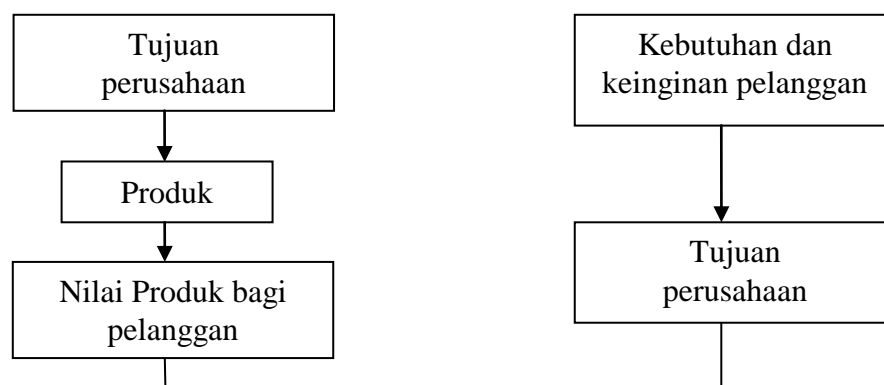 Tujuan
perusahaan
Produk
Nilai Produk bagi
pelanggan
Kebutuhan dan
keinginan pelanggan
Tujuan
perusahaan